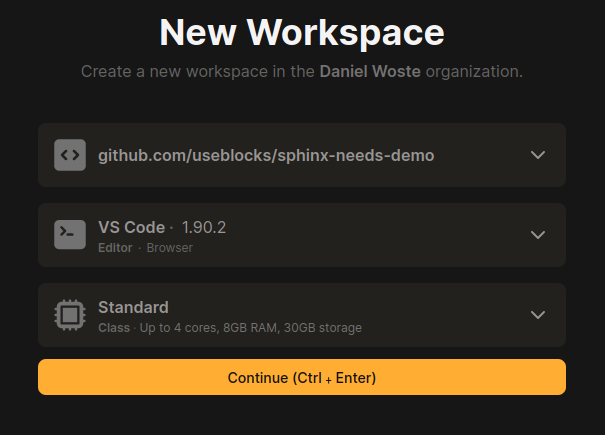 New Workspace
Create a new workspace in the Daniel Woste organization.
github.com/useblocks/sphinx-needs-demo
VS Code · 1.90.2
Editor · Browser
Standard
Class · Up to 4 cores, 8GB RAM, 30GB storage
Continue (Ctrl + Enter)